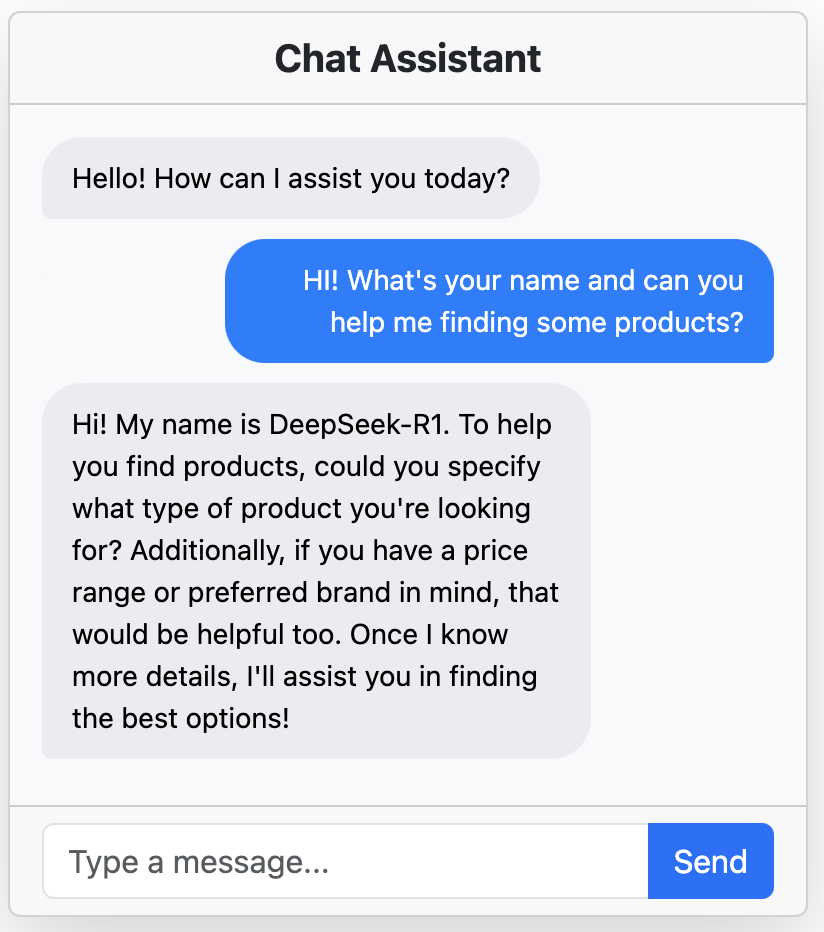 Chat Assistant
Hello! How can I assist you today?
HI! What's your name and can you
help me finding some products?
Hi! My name is DeepSeek-R1. To help
you find products, could you specify
what type of product you're looking
for? Additionally, if you have a price
range or preferred brand in mind, that
would be helpful too. Once I know
more details, I'll assist you in finding
the best options!
Type a message...
Send